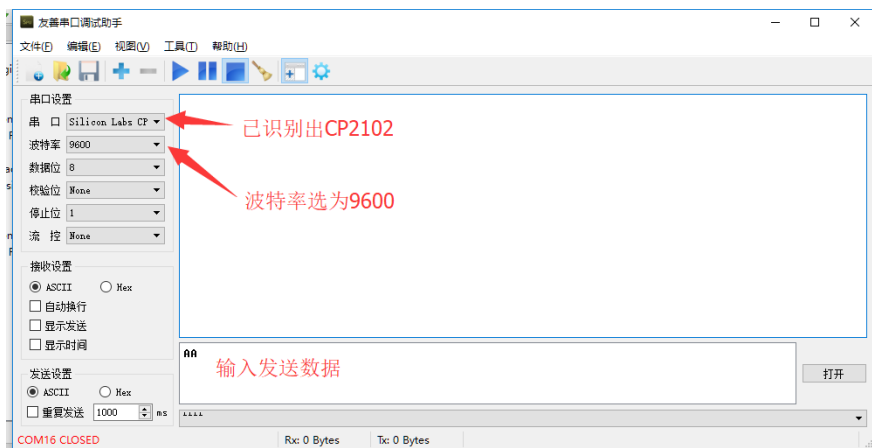 友善串口调试助手
文件(F) 编辑(E) 视图(V) 工具(T) 帮助(H)
串口设置
串 口 Silicon Labs CP
波特率 9600
数据位 8
校验位 None
停止位 1
流 控 None
已识别出CP2102
波特率选为9600
接收设置
ASCII Hex
自动换行
显示发送
显示时间
AA
输入发送数据
打开
发送设置
ASCII Hex
重复发送 1000 ms
COM16 CLOSED Rx: 0 Bytes Tx: 0 Bytes